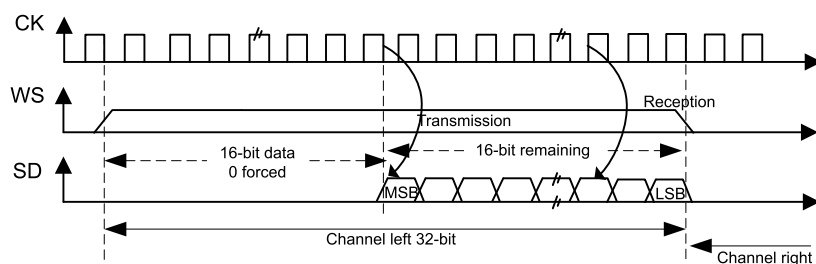 CK
WS
Reception
Transmission
16-bit data
0 forced
16-bit remaining
SD
MSB
LSB
Channel left 32-bit
Channel right